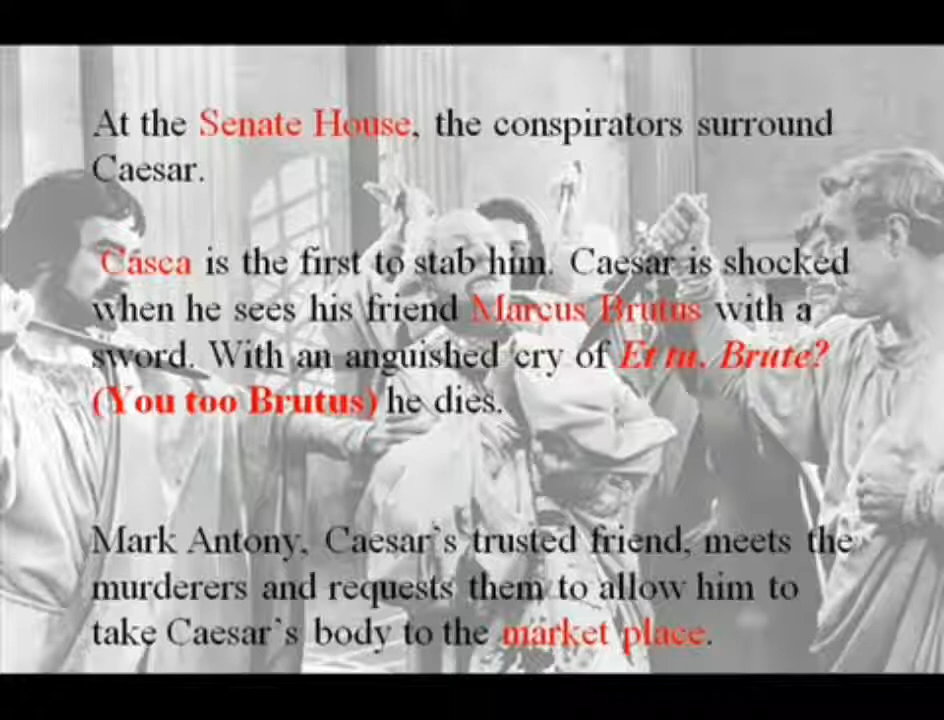 At the Senate House, the conspirators surround
Caesar.
Casca is the first to stab him. Caesar is shocked
when he sees his friend Marcus Brutus with a
sword. With an anguished cry of Et tu. Brute?
(You too Brutus) he dies.
Mark Antony, Caesar`s trusted friend, meets the
murderers and requests them to allow him to
take Caesar`s body to the market place.